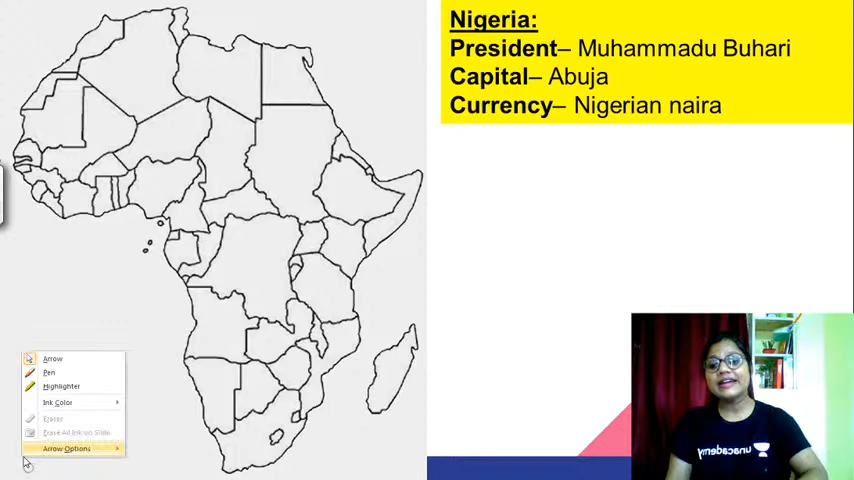 Nigeria:
President– Muhammadu Buhari
Capital– Abuja
Currency– Nigerian naira
Arrow
Pen
Highlighter
Ink Color
Eraser
Erase All Ink on Slide
Arrow Options
unacademy